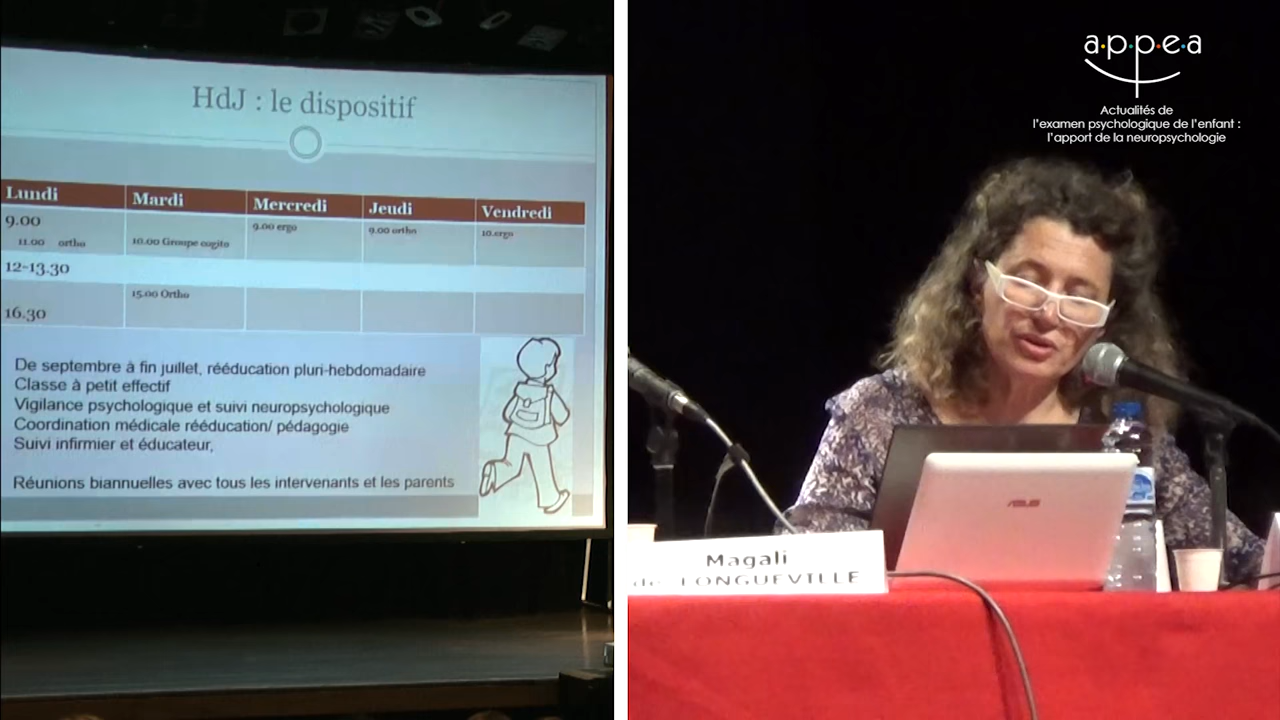 HdJ : le dispositif
Lundi
Mardi
Mercredi
Jeudi
Vendredi
9.00
11.00 ortho
10.00 Groupe cogito
9.00 ergo
9.00 ortho
10.ergo
12-13.30
15.00 Ortho
16.30
De septembre à fin juillet, rééducation pluri-hebdomadaire
Classe à petit effectif
Vigilance psychologique et suivi neuropsychologique
Coordination médicale rééducation/ pédagogie
Suivi infirmier et éducateur,
Réunions biannuelles avec tous les intervenants et les parents
a·p·p·e·a
Actualités de
l'examen psychologique de l'enfant :
l'apport de la neuropsychologie
ASUS
Magali
de LONGUEVILLE